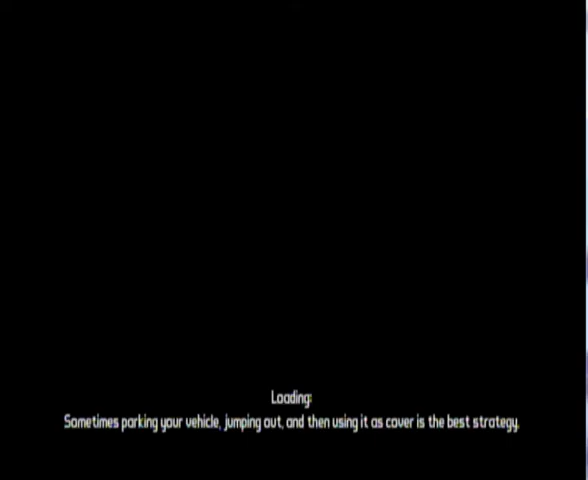 Loading:
Sometimes parking your vehicle, jumping out, and then using it as cover is the best strategy.